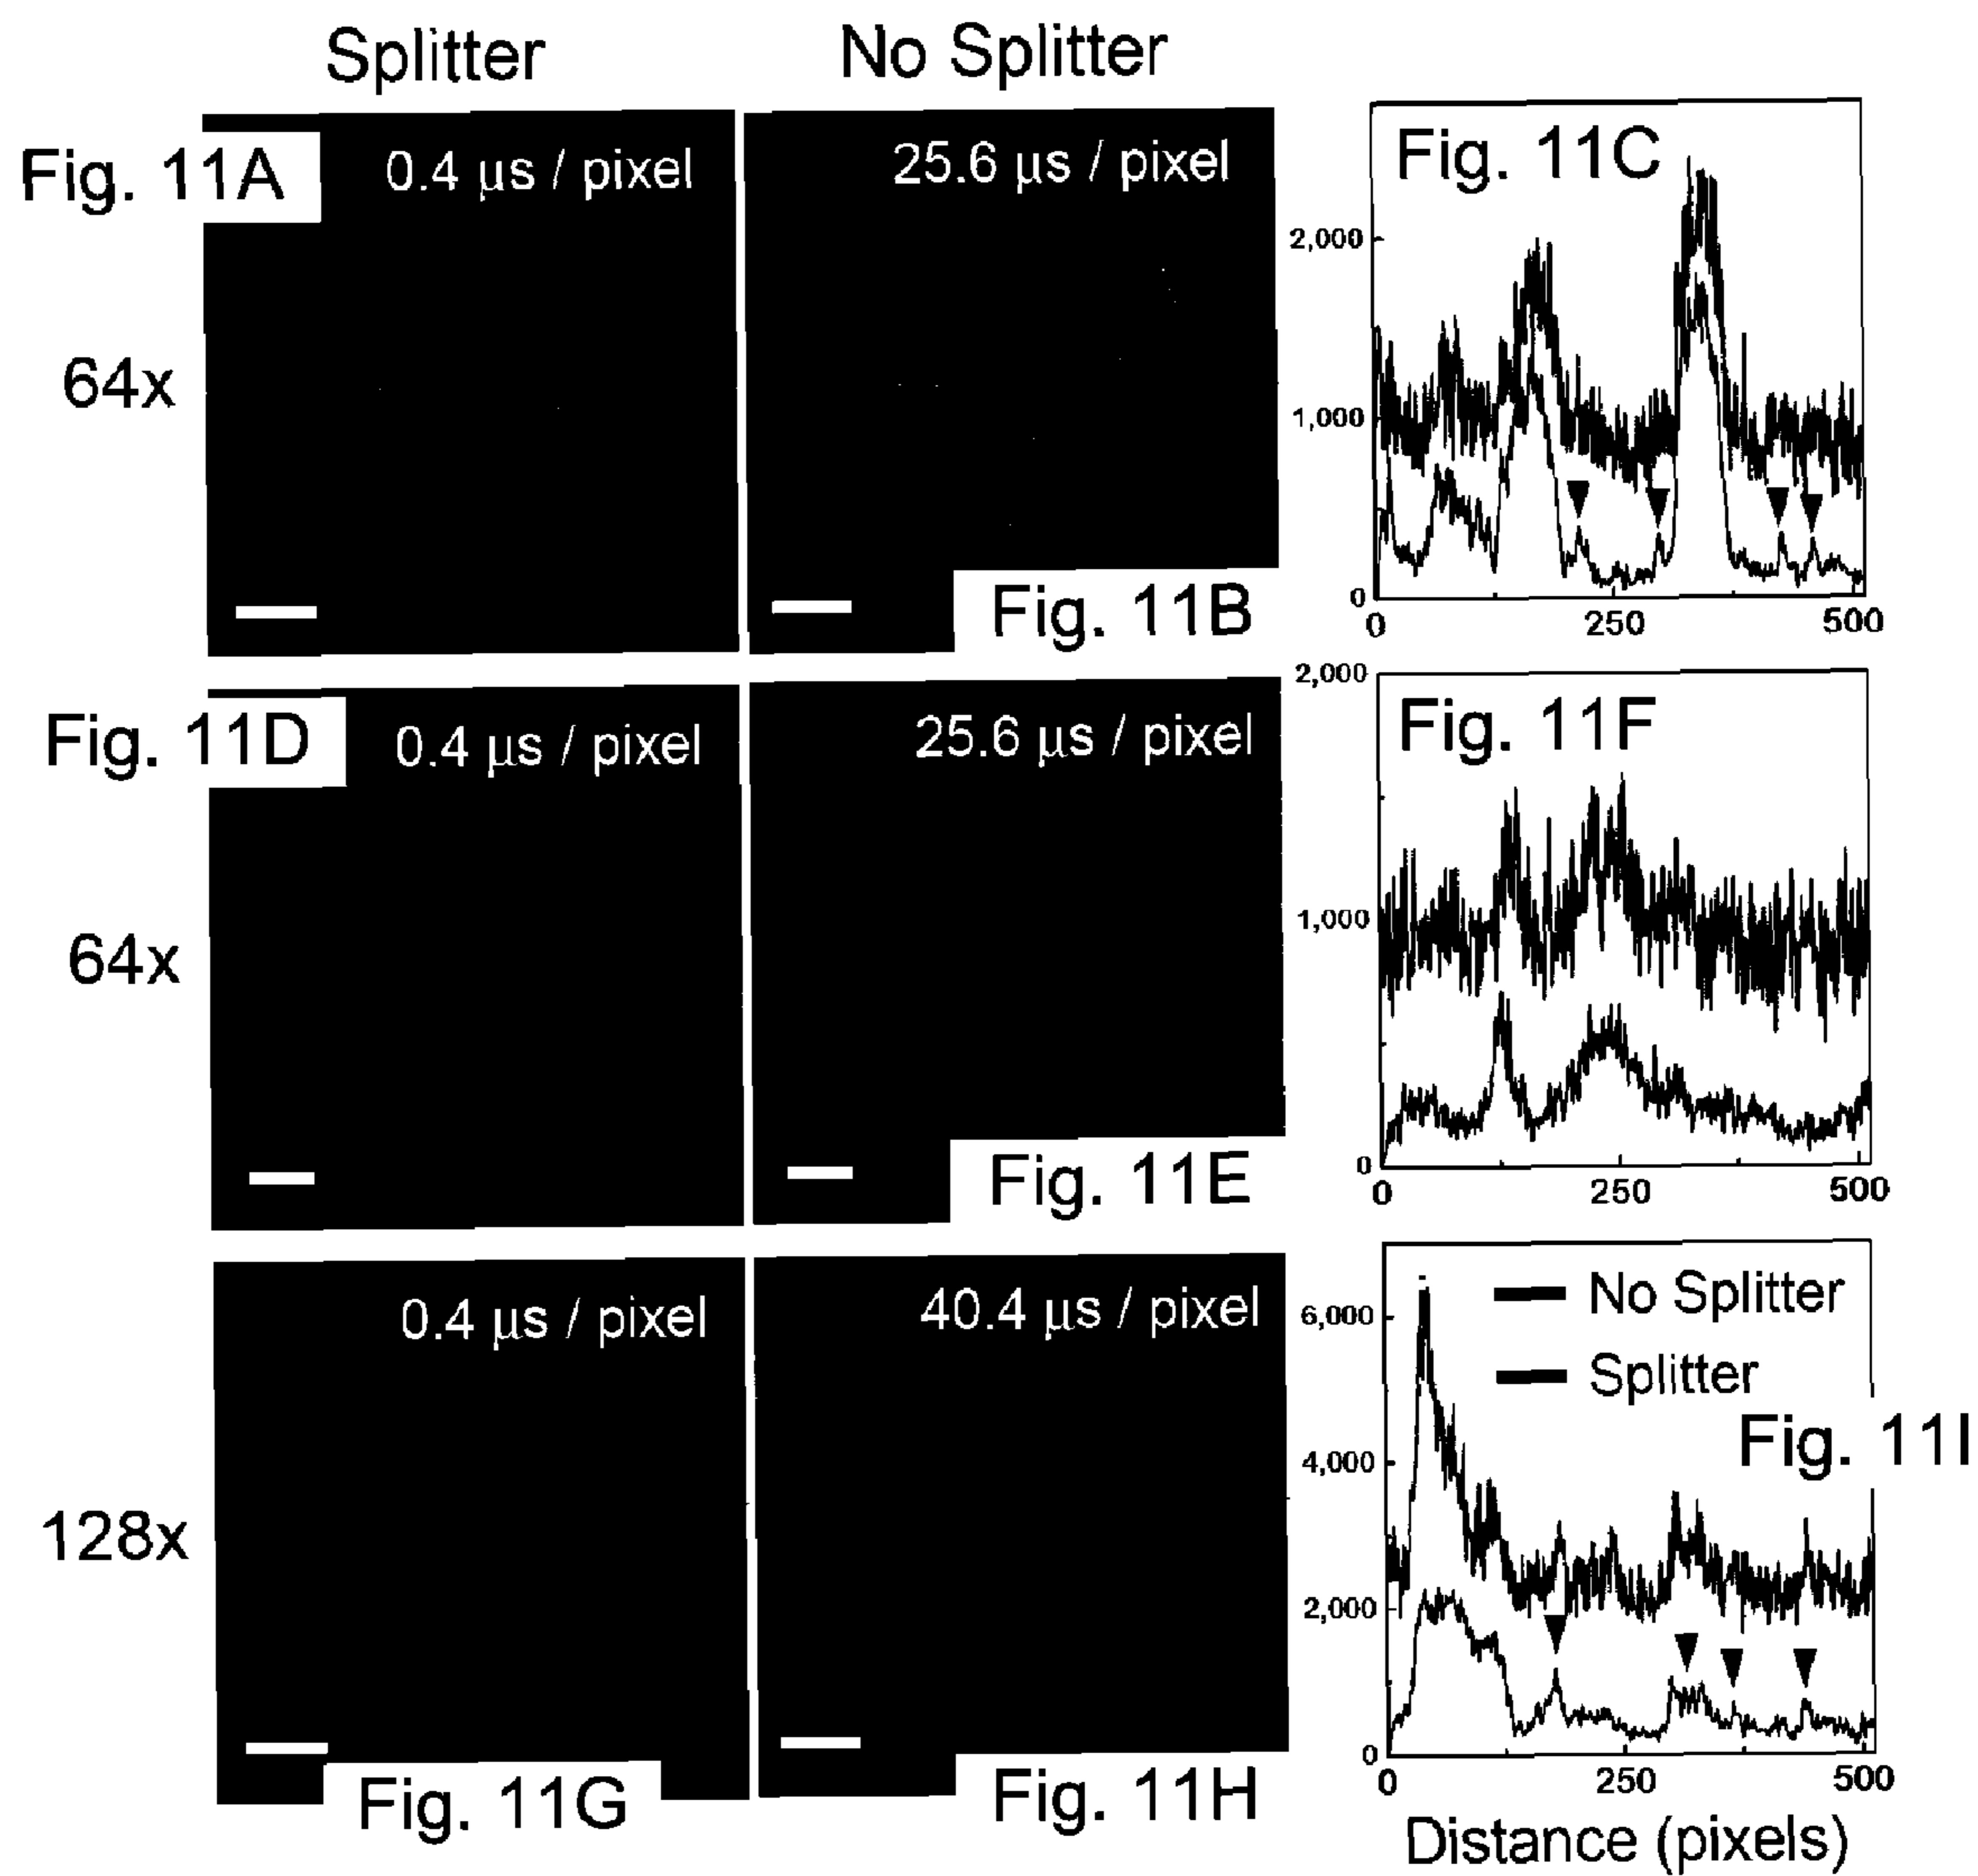 Splitter
No Splitter
Fig. 11A
0.4 µs / pixel
25.6 µs / pixel
Fig. 11C
64x
2,000
1,000
0
0
250
500
Fig. 11B
Fig. 11D
0.4 µs / pixel
25.6 µs / pixel
Fig. 11F
64x
2,000
1,000
0
0
250
500
Fig. 11E
0.4 µs / pixel
40.4 µs / pixel
No Splitter
Splitter
Fig. 11I
128x
6,000
4,000
2,000
0
0
250
500
Fig. 11G
Fig. 11H
Distance (pixels)